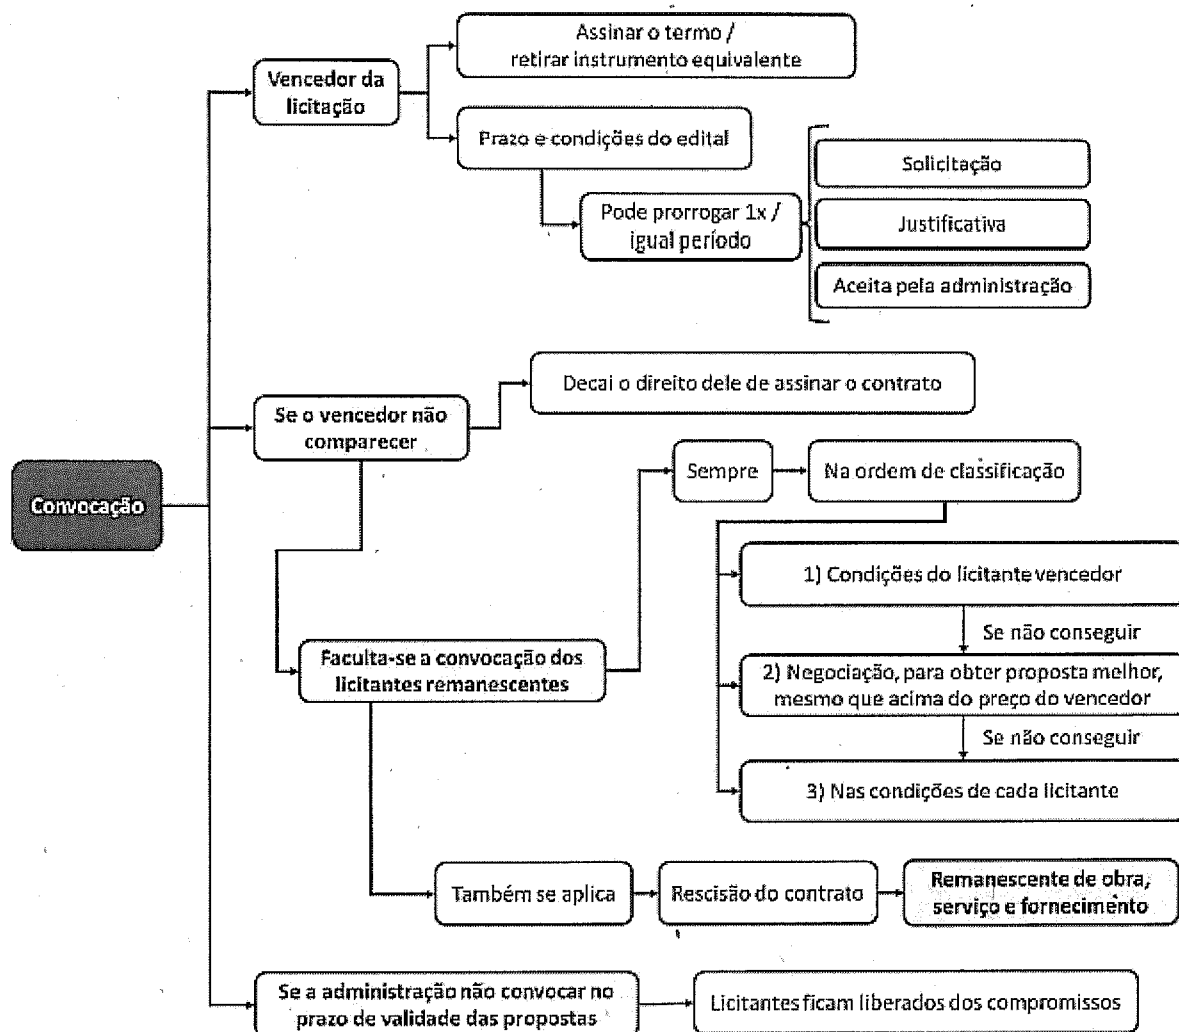 Assinar o termo /
retirar instrumento equivalente
Vencedor da
licitação
Prazo e condições do edital
Solicitação
Pode prorrogar 1x /
igual período
Justificativa
Aceita pela administração
Decai o direito dele de assinar o contrato
Se o vencedor não
comparecer
Sempre
Na ordem de classificação
Convocação
1) Condições do licitante vencedor
Se não conseguir
Faculta-se a convocação dos
licitantes remanescentes
2) Negociação, para obter proposta melhor,
mesmo que acima do preço do vencedor
Se não conseguir
3) Nas condições de cada licitante
Também se aplica
Rescisão do contrato
Remanescente de obra,
serviço e fornecimento
Se a administração não convocar no
prazo de validade das propostas
Licitantes ficam liberados dos compromissos